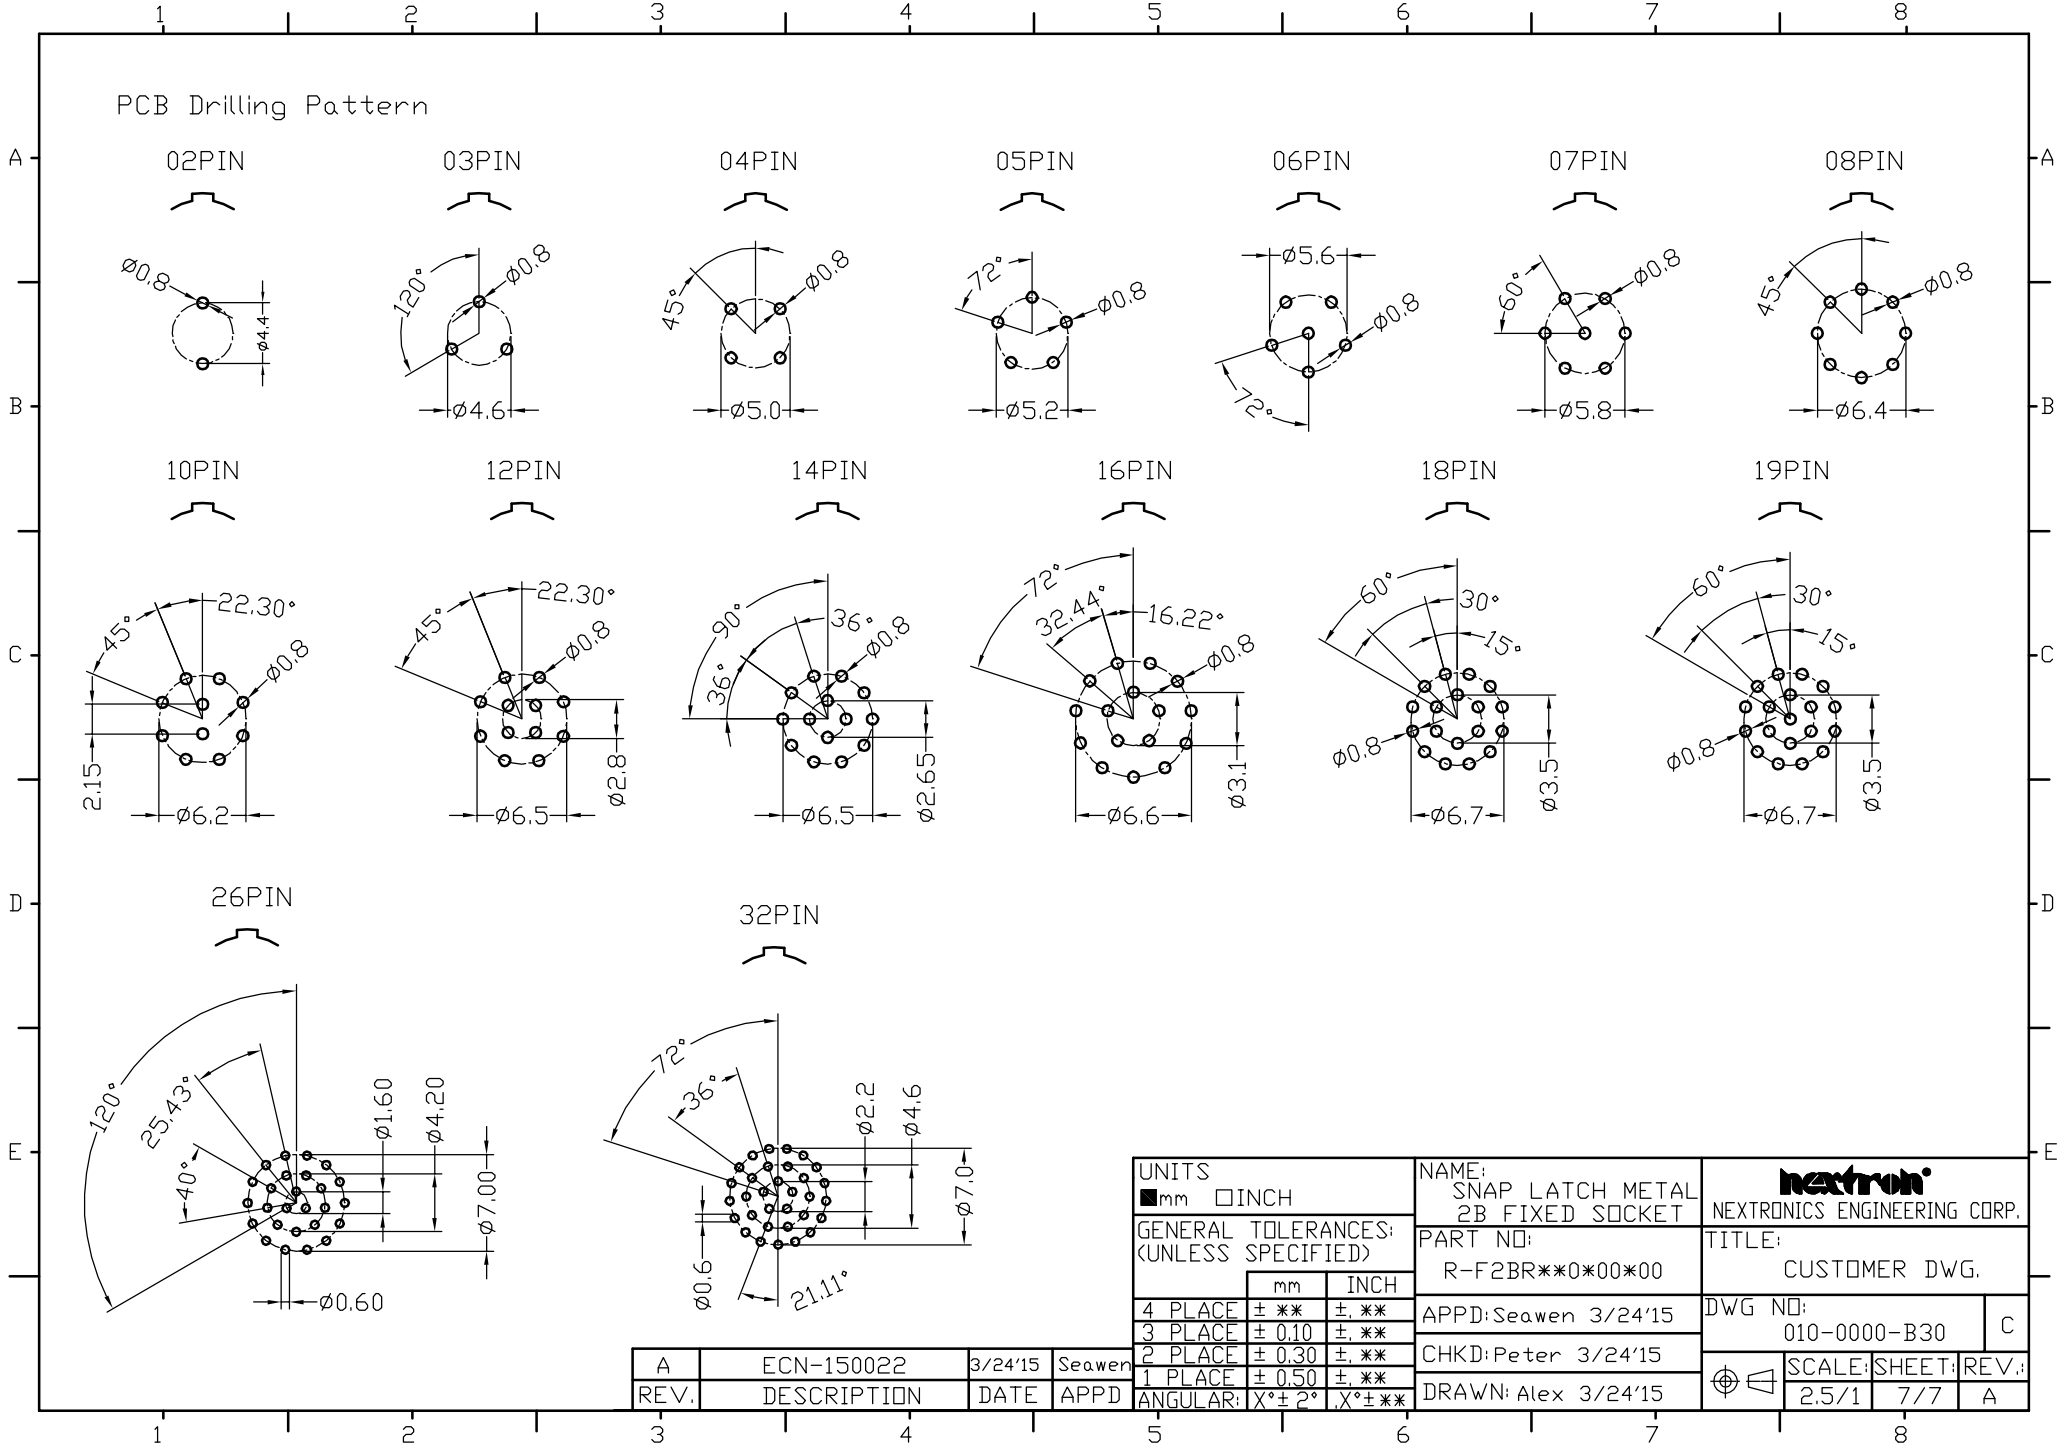 1 2 3 4 5 6 7 8
PCB Drilling Pattern
A A
02PIN 03PIN 04PIN 05PIN 06PIN 07PIN 08PIN
ø0.8 ø4.4
120° ø0.8 ø4.6
45° ø0.8 ø5.0
72° ø0.8 ø5.2
ø5.6 ø0.8 72°
60° ø0.8 ø5.8
45° ø0.8 ø6.4
B B
10PIN 12PIN 14PIN 16PIN 18PIN 19PIN
45° 22.30° ø0.8 2.15 ø6.2
45° 22.30° ø0.8 ø2.8 ø6.5
90° 36° 36° ø0.8 ø2.65 ø6.5
72° 32.44° 16.22° ø0.8 ø3.1 ø6.6
60° 30° 15° ø0.8 ø3.5 ø6.7
60° 30° 15° ø0.8 ø3.5 ø6.7
C C
D D
26PIN 32PIN
120° 25.43° 40° ø1.60 ø4.20 ø7.00 ø0.60
72° 36° ø2.2 ø4.6 ø7.0 ø0.6 21.11°
E E
UNITS
mm INCH
GENERAL TOLERANCES:
(UNLESS SPECIFIED)
mm INCH
4 PLACE ± ** ±. **
3 PLACE ± 0.10 ±. **
2 PLACE ± 0.30 ±. **
1 PLACE ± 0.50 ±. **
ANGULAR: X°± 2° .X°± **
NAME:
SNAP LATCH METAL
2B FIXED SOCKET
PART NO:
R-F2BR**0*00*00
APPD: Seawen 3/24'15
CHKD: Peter 3/24'15
DRAWN: Alex 3/24'15
nextron
NEXTRONICS ENGINEERING CORP.
TITLE:
CUSTOMER DWG.
DWG NO:
010-0000-B30 C
SCALE: SHEET: REV.:
2.5/1 7/7 A
A ECN-150022 3/24'15 Seawen
REV. DESCRIPTION DATE APPD
1 2 3 4 5 6 7 8